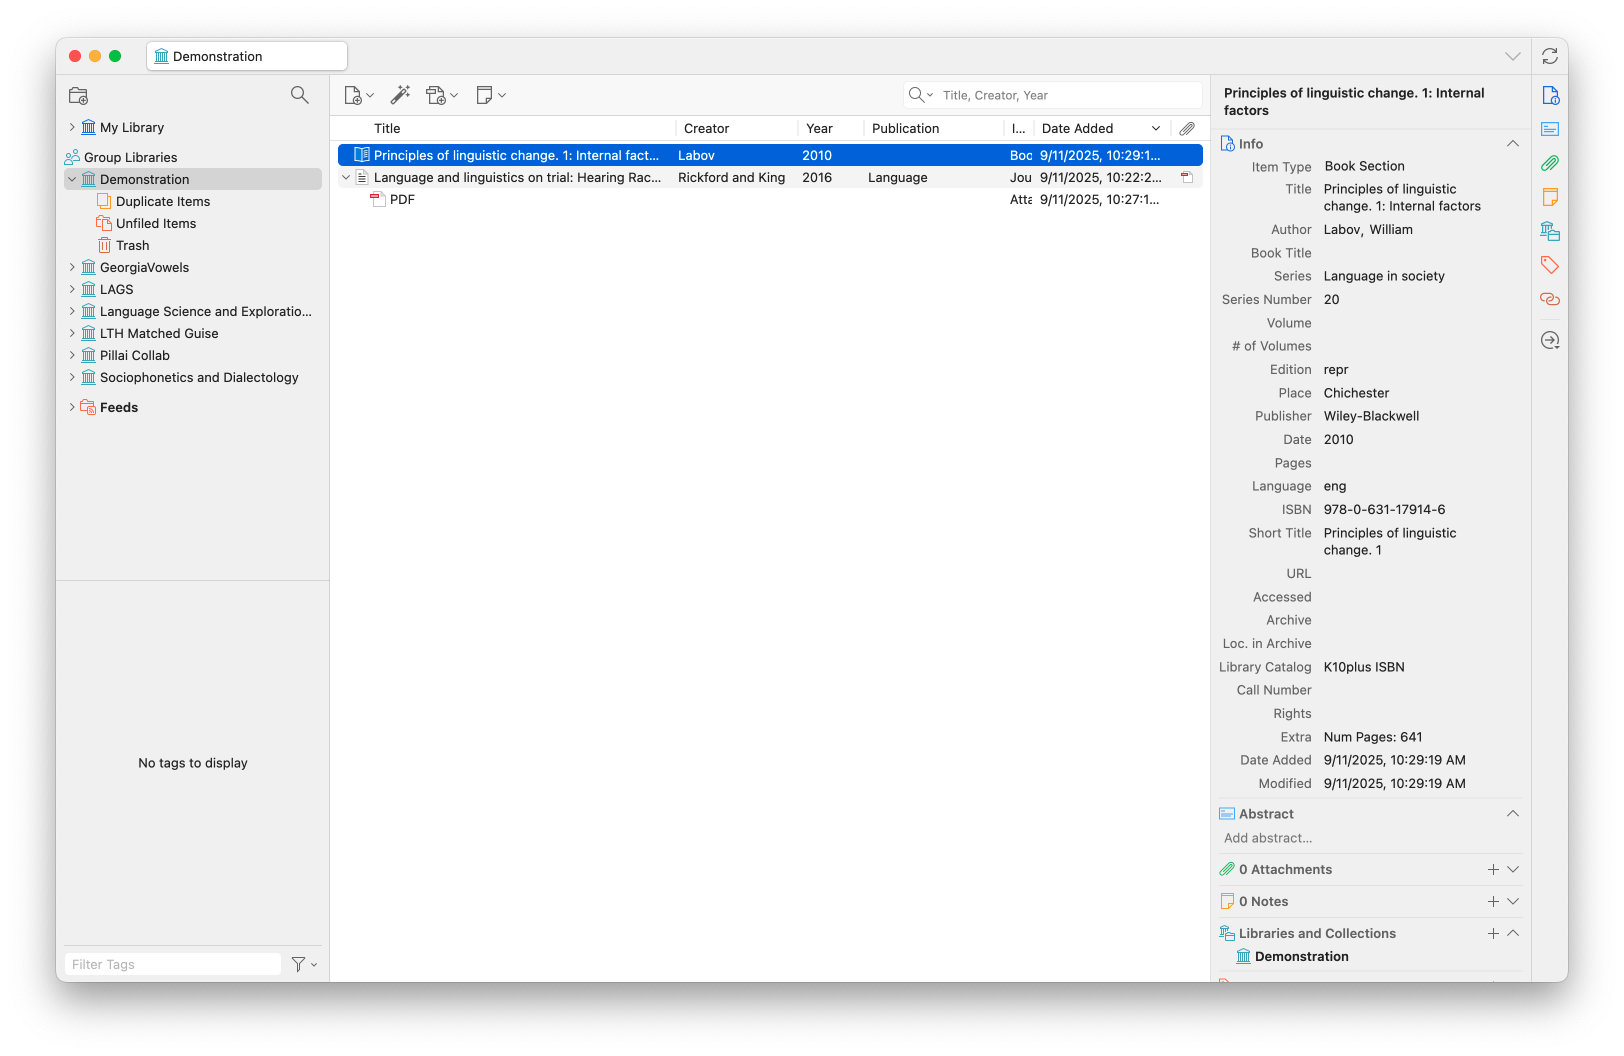 Demonstration
My Library
Group Libraries
Demonstration
Duplicate Items
Unfiled Items
Trash
GeorgiaVowels
LAGS
Language Science and Exploratio...
LTH Matched Guise
Pillai Collab
Sociophonetics and Dialectology
Feeds
No tags to display
Filter Tags
Title, Creator, Year
Title Creator Year Publication I... Date Added
Principles of linguistic change. 1: Internal fact... Labov 2010 Boo 9/11/2025, 10:29:1...
Language and linguistics on trial: Hearing Rac... Rickford and King 2016 Language Jou 9/11/2025, 10:22:2...
PDF Atta 9/11/2025, 10:27:1...
Principles of linguistic change. 1: Internal
factors
Info
Item Type Book Section
Title Principles of linguistic
change. 1: Internal factors
Author Labov, William
Book Title
Series Language in society
Series Number 20
Volume
# of Volumes
Edition repr
Place Chichester
Publisher Wiley-Blackwell
Date 2010
Pages
Language eng
ISBN 978-0-631-17914-6
Short Title Principles of linguistic
change. 1
URL
Accessed
Archive
Loc. in Archive
Library Catalog K10plus ISBN
Call Number
Rights
Extra Num Pages: 641
Date Added 9/11/2025, 10:29:19 AM
Modified 9/11/2025, 10:29:19 AM
Abstract
Add abstract...
0 Attachments
0 Notes
Libraries and Collections
Demonstration